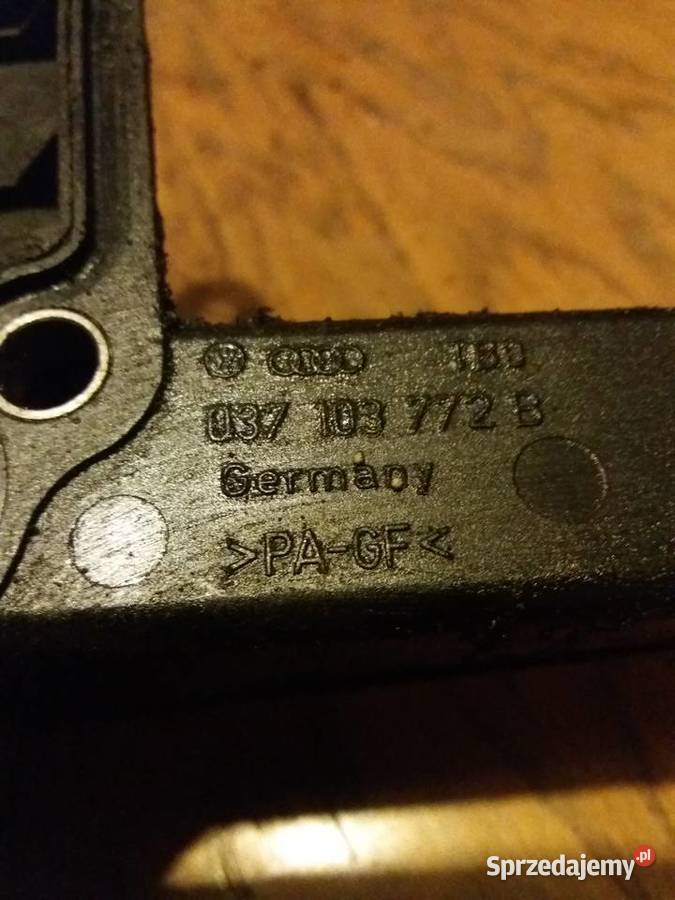 037 103 772 B
Germany
>PA-GF<
Sprzedajemy.pl